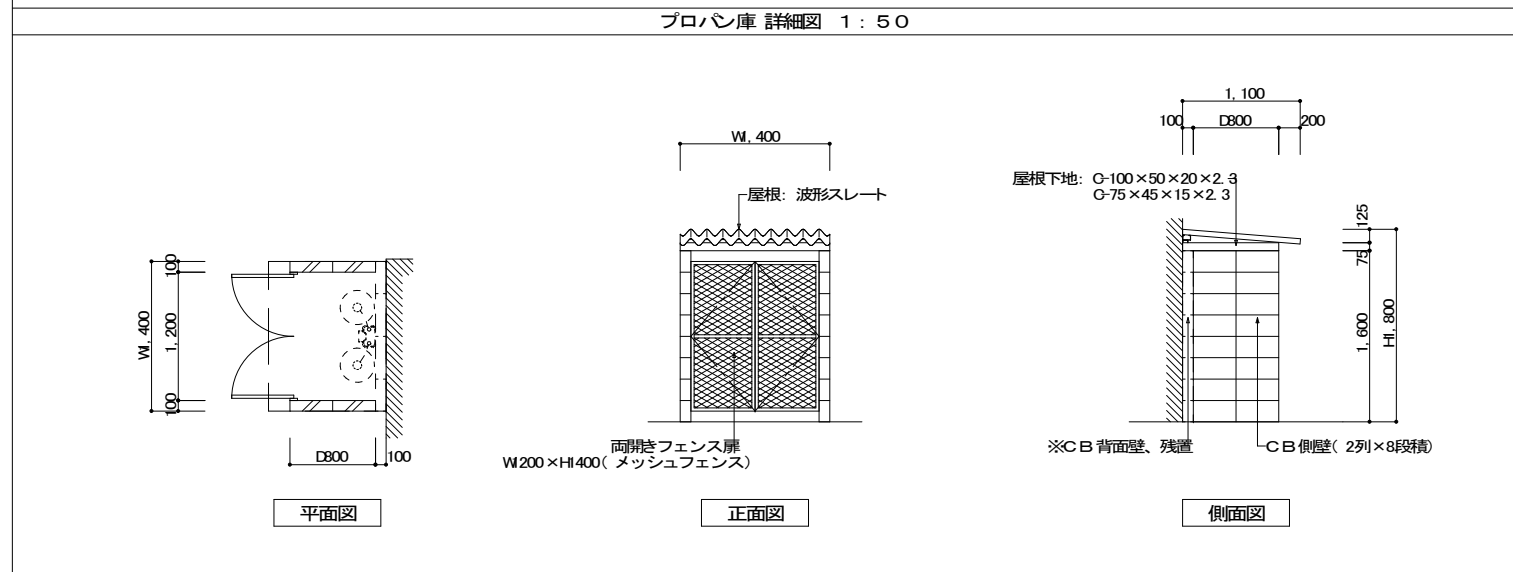 プロパン庫 詳細図 1：50
100
1,200
100
W1,400
D800
100
平面図
W1,400
屋根：波形スレート
両開きフェンス扉
W1200×H1400（メッシュフェンス）
正面図
1,100
100
D800
200
屋根下地：C-100×50×20×2.3
C-75×45×15×2.3
125
75
1,600
H1,800
※CB背面壁、残置
CB側壁（2列×8段積）
側面図